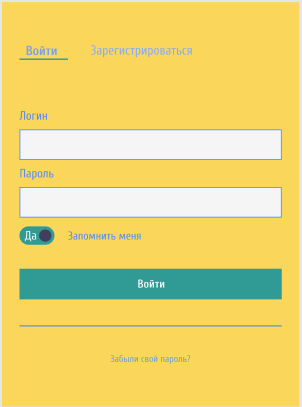 Войти Зарегистрироваться
Логин
Пароль
Да Запомнить меня
Войти
Забыли свой пароль?